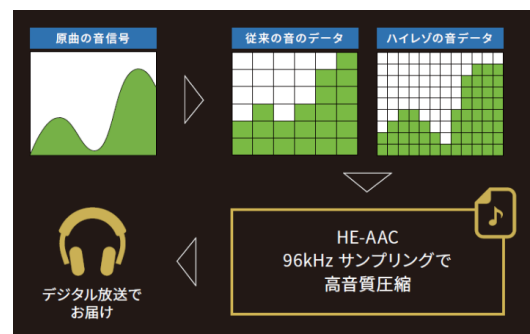 原曲の音信号
従来の音のデータ
ハイレゾの音データ
HE-AAC
96kHz サンプリングで
高音質圧縮
デジタル放送で
お届け